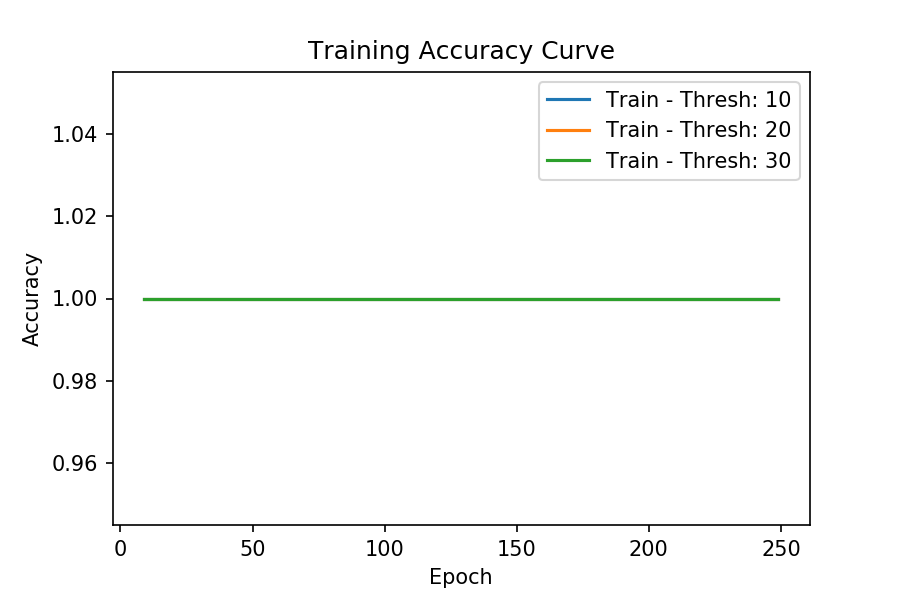 Training Accuracy Curve
Train - Thresh: 10
Train - Thresh: 20
Train - Thresh: 30
1.04
1.02
1.00
0.98
0.96
Accuracy
0
50
100
150
200
250
Epoch